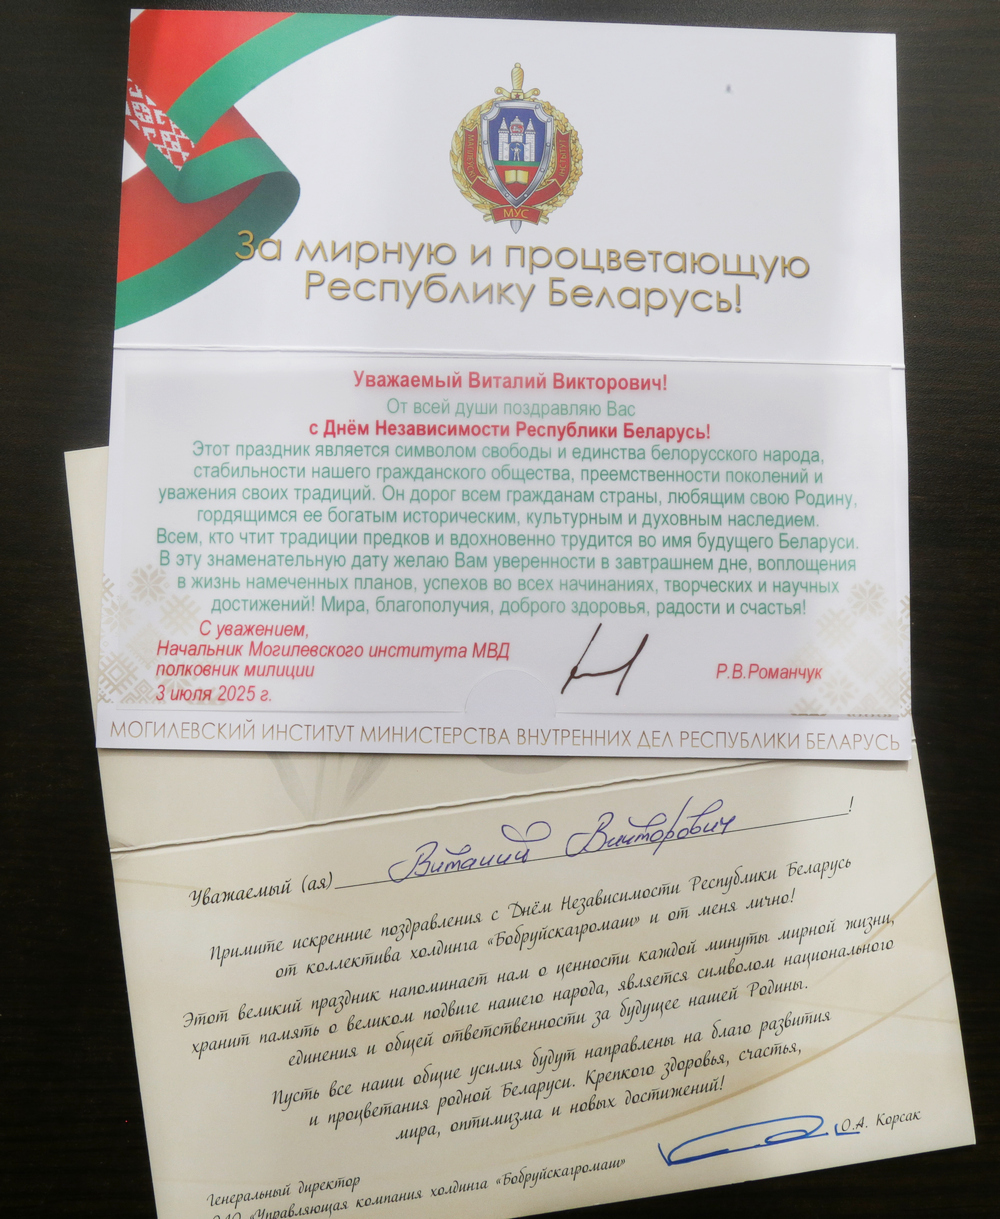 МУС
За мирную и процветающую
Республику Беларусь!
Уважаемый Виталий Викторович!
От всей души поздравляю Вас
с Днём Независимости Республики Беларусь!
Этот праздник является символом свободы и единства белорусского народа,
стабильности нашего гражданского общества, преемственности поколений и
уважения своих традиций. Он дорог всем гражданам страны, любящим свою Родину,
гордящимся ее богатым историческим, культурным и духовным наследием.
Всем, кто чтит традиции предков и вдохновенно трудится во имя будущего Беларуси.
В эту знаменательную дату желаю Вам уверенности в завтрашнем дне, воплощения
в жизнь намеченных планов, успехов во всех начинаниях, творческих и научных
достижений! Мира, благополучия, доброго здоровья, радости и счастья!
С уважением,
Начальник Могилевского института МВД
полковник милиции
Р.В.Романчук
3 июля 2025 г.
МОГИЛЕВСКИЙ ИНСТИТУТ МИНИСТЕРСТВА ВНУТРЕННИХ ДЕЛ РЕСПУБЛИКИ БЕЛАРУСЬ
Уважаемый (ая) Виталий Викторович!
Примите искренние поздравления с Днём Независимости Республики Беларусь
от коллектива холдинга «Бобруйскагромаш» и от меня лично!
Этот великий праздник напоминает нам о ценности каждой минуты мирной жизни,
хранит память о великом подвиге нашего народа, является символом национального
единения и общей ответственности за будущее нашей Родины.
Пусть все наши общие усилия будут направлены на благо развития
и процветания родной Беларуси. Крепкого здоровья, счастья,
мира, оптимизма и новых достижений!
Генеральный директор
ОАО «Управляющая компания холдинга «Бобруйскагромаш»
О.А. Корсак